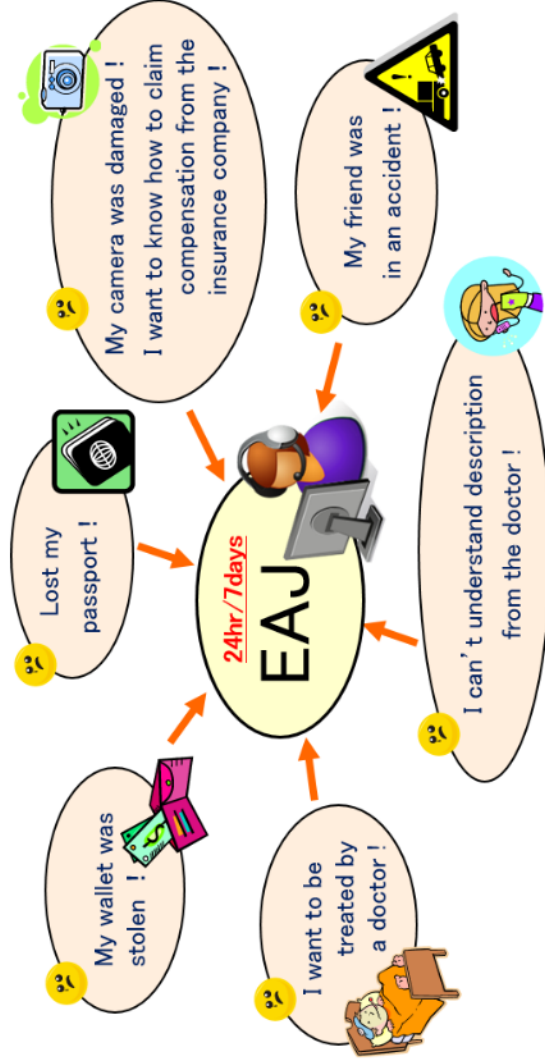 My wallet was
stolen ！
Lost my
passport！
My camera was damaged！
I want to know how to claim
compensation from the
insurance company！
24hr/7days
EAJ
I want to be
treated by
a doctor！
I can’t understand description
from the doctor！
My friend was
in an accident！